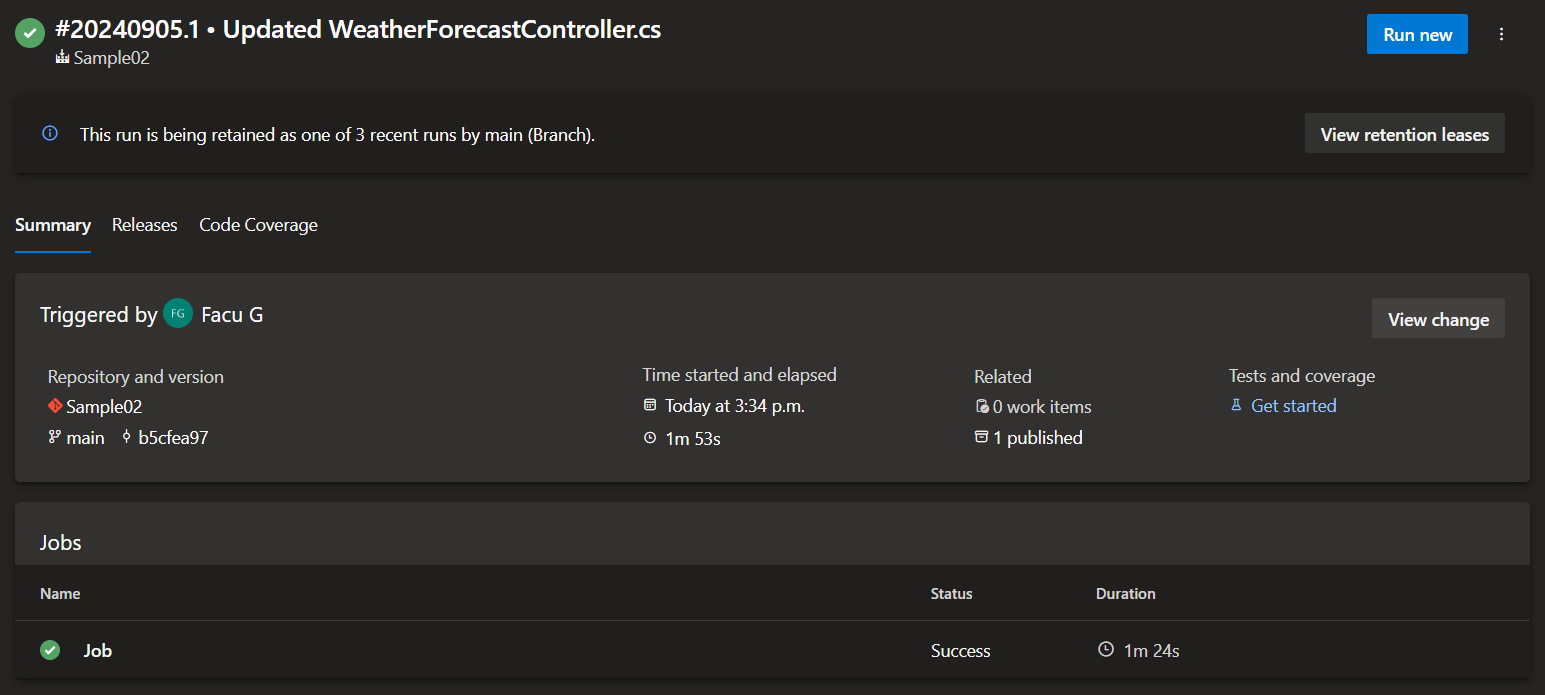 #20240905.1 • Updated WeatherForecastController.cs
Run new
Sample02
This run is being retained as one of 3 recent runs by main (Branch).
View retention leases
Summary Releases Code Coverage
Triggered by FG Facu G
View change
Repository and version
Sample02
main b5cfea97
Time started and elapsed
Today at 3:34 p.m.
1m 53s
Related
0 work items
1 published
Tests and coverage
Get started
Jobs
Name Status Duration
Job Success 1m 24s